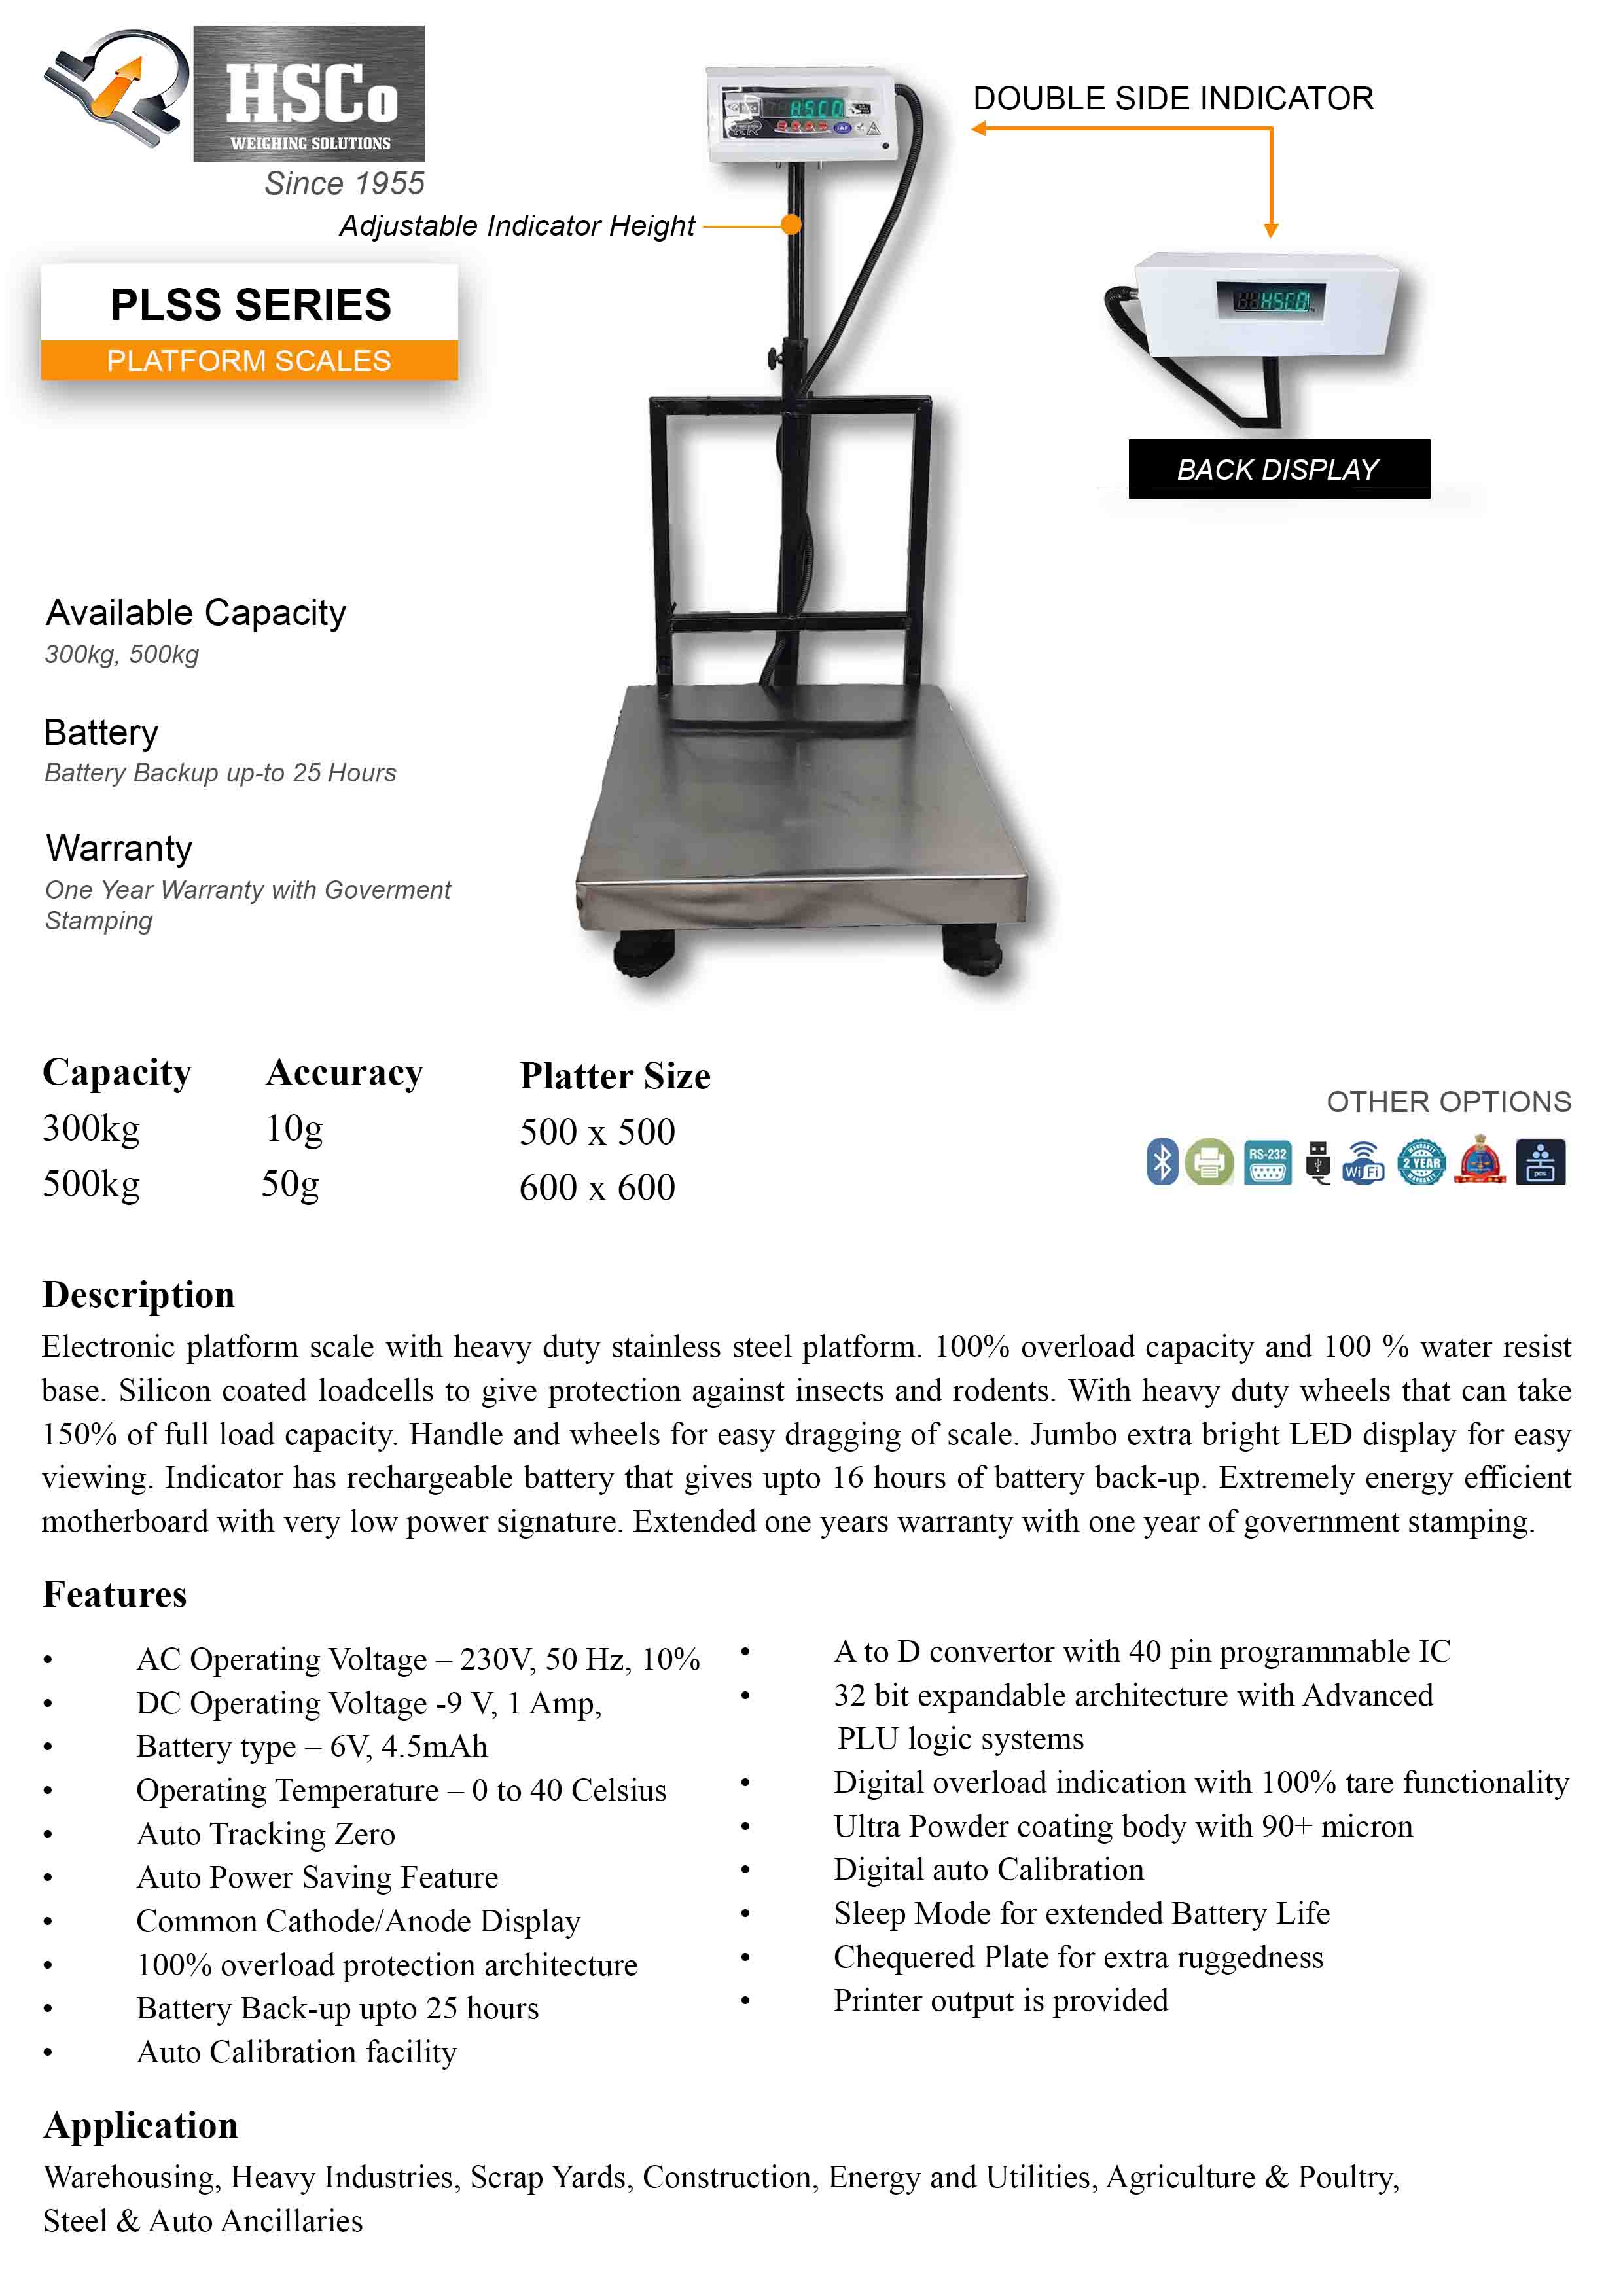 HSCo
WEIGHING SOLUTIONS
Since 1955
DOUBLE SIDE INDICATOR
HSCO
IAF
Adjustable Indicator Height
HSCO
PLSS SERIES
PLATFORM SCALES
BACK DISPLAY
Available Capacity
300kg, 500kg
Battery
Battery Backup up-to 25 Hours
Warranty
One Year Warranty with Goverment
Stamping
Capacity Accuracy Platter Size
300kg 10g 500 x 500
500kg 50g 600 x 600
OTHER OPTIONS
RS-232
WiFi
WARRANTY
2 YEAR
WARRANTY
pcs
Description
Electronic platform scale with heavy duty stainless steel platform. 100% overload capacity and 100 % water resist
base. Silicon coated loadcells to give protection against insects and rodents. With heavy duty wheels that can take
150% of full load capacity. Handle and wheels for easy dragging of scale. Jumbo extra bright LED display for easy
viewing. Indicator has rechargeable battery that gives upto 16 hours of battery back-up. Extremely energy efficient
motherboard with very low power signature. Extended one years warranty with one year of government stamping.
Features
• AC Operating Voltage – 230V, 50 Hz, 10%
• DC Operating Voltage -9 V, 1 Amp,
• Battery type – 6V, 4.5mAh
• Operating Temperature – 0 to 40 Celsius
• Auto Tracking Zero
• Auto Power Saving Feature
• Common Cathode/Anode Display
• 100% overload protection architecture
• Battery Back-up upto 25 hours
• Auto Calibration facility
• A to D convertor with 40 pin programmable IC
• 32 bit expandable architecture with Advanced
PLU logic systems
• Digital overload indication with 100% tare functionality
• Ultra Powder coating body with 90+ micron
• Digital auto Calibration
• Sleep Mode for extended Battery Life
• Chequered Plate for extra ruggedness
• Printer output is provided
Application
Warehousing, Heavy Industries, Scrap Yards, Construction, Energy and Utilities, Agriculture & Poultry,
Steel & Auto Ancillaries